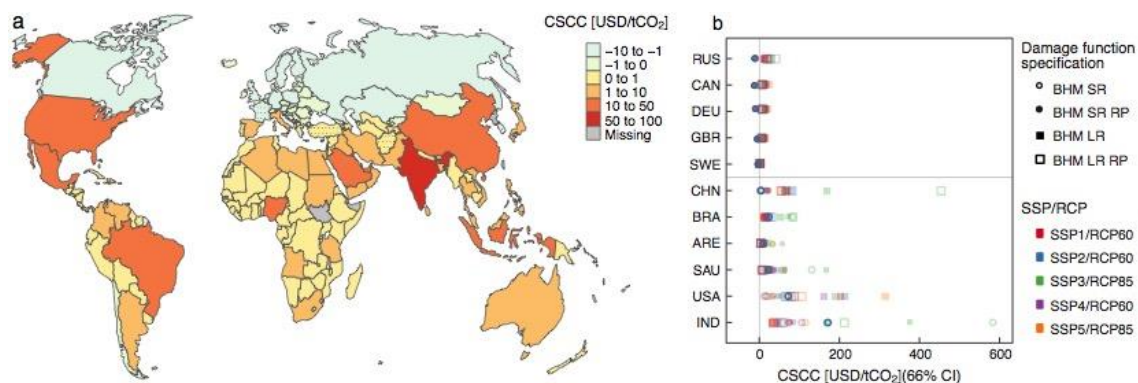 a
CSCC [USD/tCO₂]
−10 to −1
−1 to 0
0 to 1
1 to 10
10 to 50
50 to 100
Missing
b
RUS
CAN
DEU
GBR
SWE
CHN
BRA
ARE
SAU
USA
IND
0
200
400
600
CSCC [USD/tCO₂](66% CI)
Damage function
specification
BHM SR
BHM SR RP
BHM LR
BHM LR RP
SSP/RCP
SSP1/RCP60
SSP2/RCP60
SSP3/RCP85
SSP4/RCP60
SSP5/RCP85